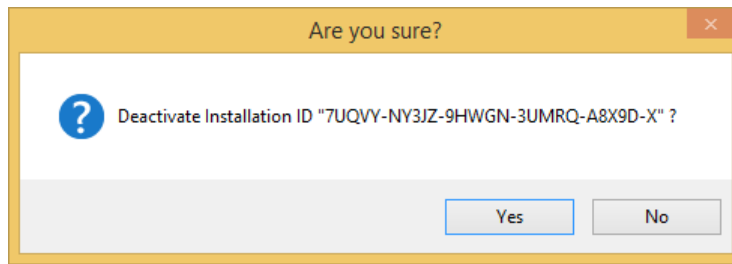 Are you sure?
Deactivate Installation ID "7UQVY-NY3JZ-9HWGN-3UMRQ-A8X9D-X" ?
Yes
No